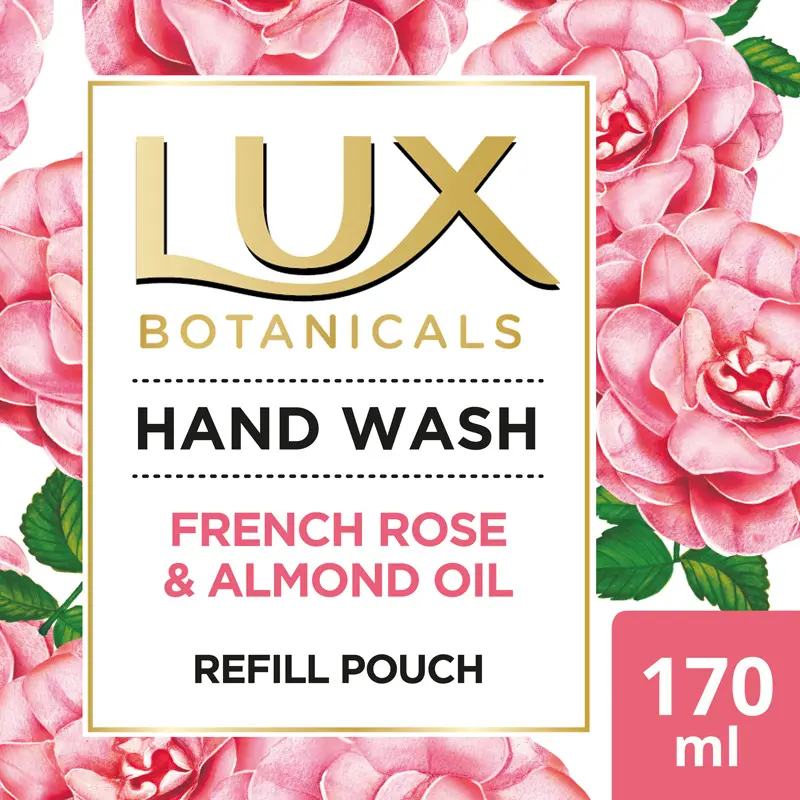 LUX
BOTANICALS
HAND WASH
FRENCH ROSE
& ALMOND OIL
REFILL POUCH
170
ml